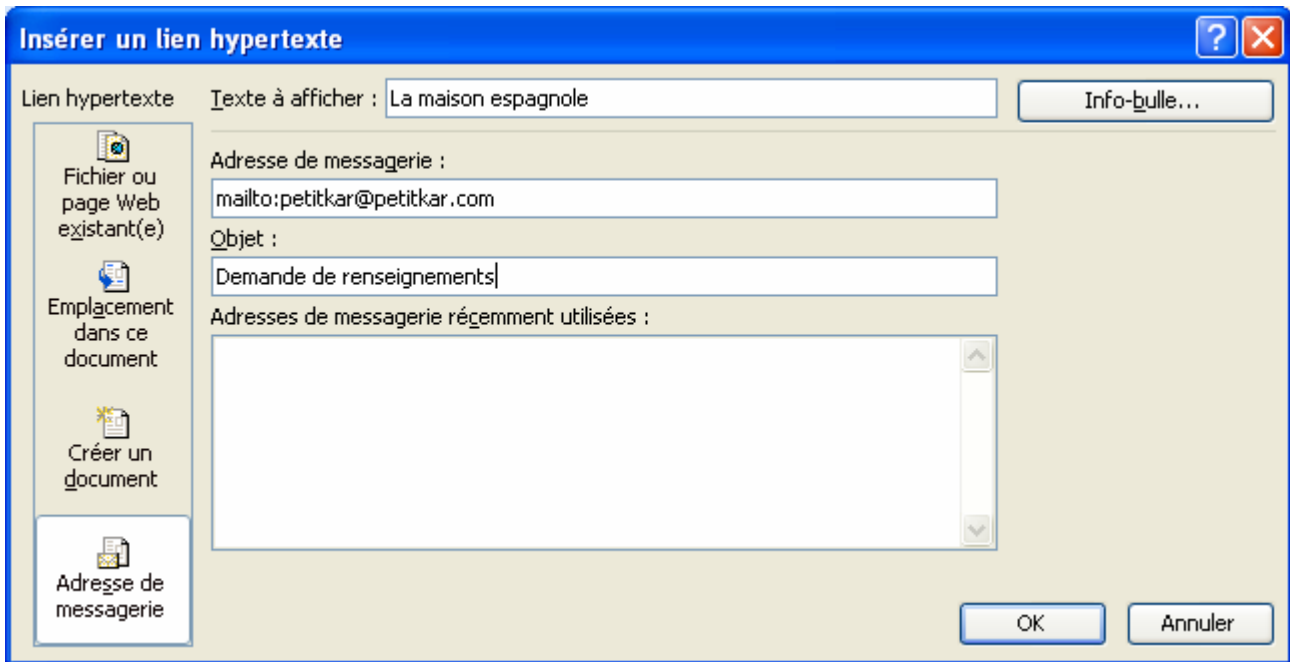 Insérer un lien hypertexte
Lien hypertexte
Texte à afficher : La maison espagnole
Info-bulle...
Fichier ou
page Web
existant(e)
Emplacement
dans ce
document
Créer un
document
Adresse de
messagerie
Adresse de messagerie :
mailto:petitkar@petitkar.com
Objet :
Demande de renseignements
Adresses de messagerie récemment utilisées :
OK
Annuler